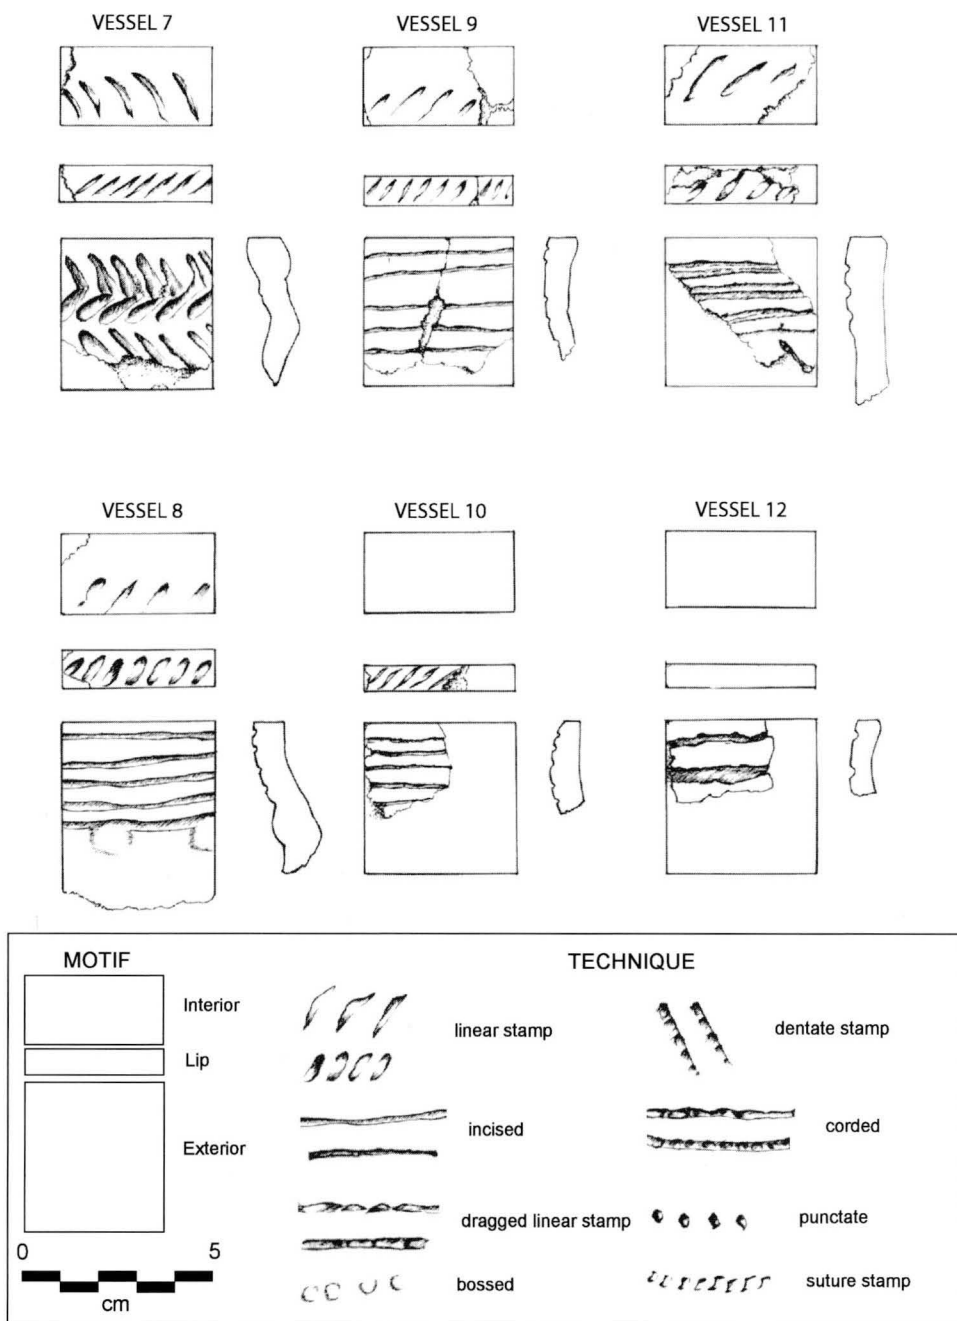 VESSEL 7
VESSEL 9
VESSEL 11
VESSEL 8
VESSEL 10
VESSEL 12
MOTIF
Interior
Lip
Exterior
0 5
cm
TECHNIQUE
linear stamp
dentate stamp
incised
corded
dragged linear stamp
punctate
bossed
suture stamp